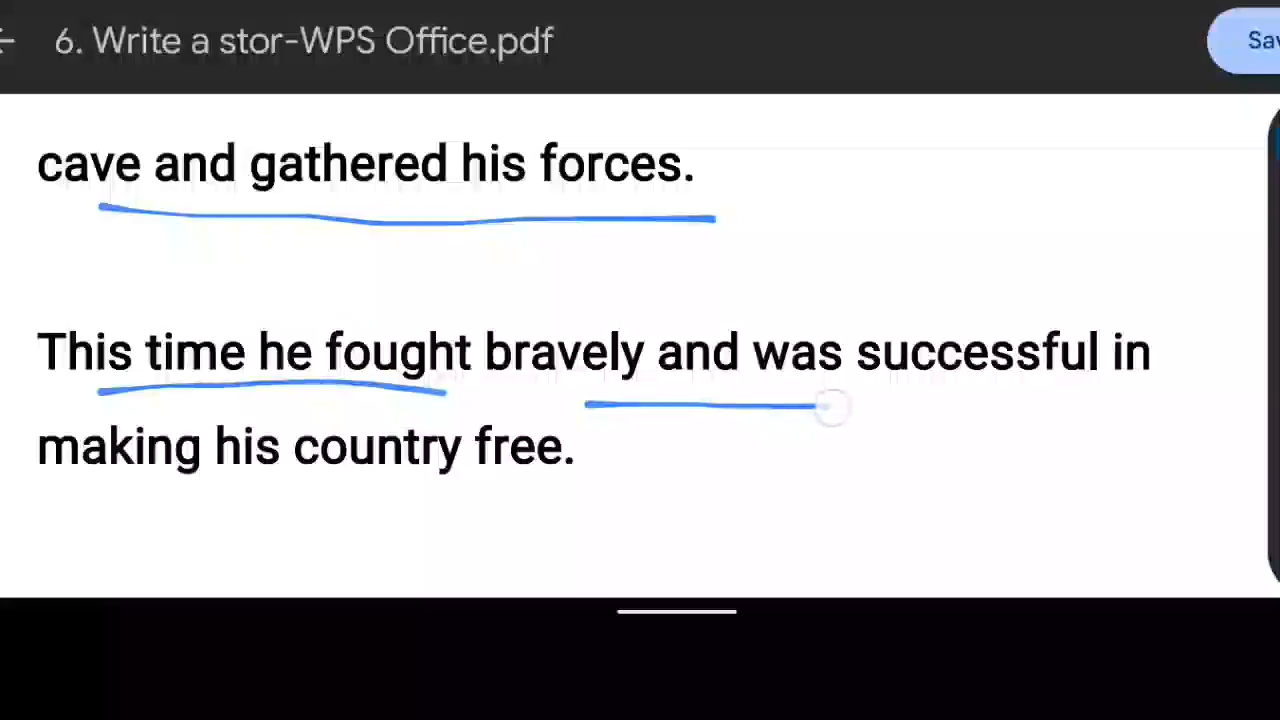 6. Write a stor-WPS Office.pdf
Sav
cave and gathered his forces.
This time he fought bravely and was successful in
making his country free.